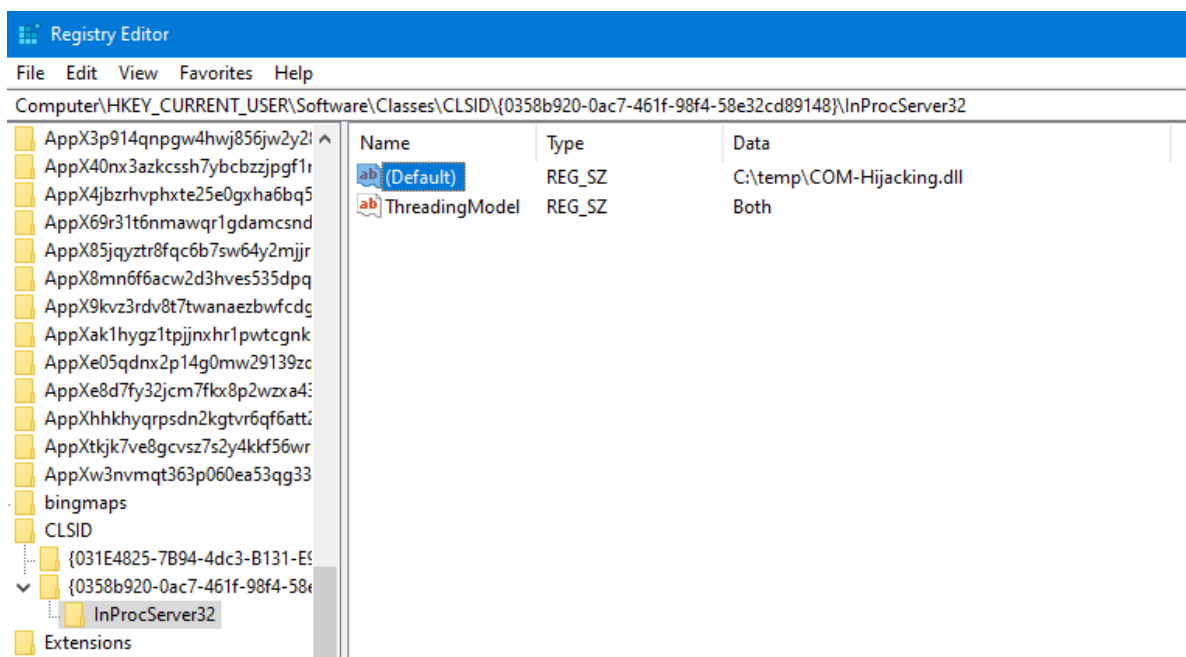 Registry Editor
File Edit View Favorites Help
Computer\HKEY_CURRENT_USER\Software\Classes\CLSID\{0358b920-0ac7-461f-98f4-58e32cd89148}\InProcServer32
AppX3p914qnpgw4hwj856jw2y2
AppX40nx3azkcssh7ybcbzzjpgf1r
AppX4jbzrhvphxte25e0gxha6bq5
AppX69r31t6nmawqr1gdamcsnd
AppX85jqyztr8fqc6b7sw64y2mjjr
AppX8mn6f6acw2d3hves535dpq
AppX9kvz3rdv8t7twanaezbwfcdg
AppXak1hygz1tpjjnxhr1pwtcgnk
AppXe05qdnx2p14g0mw29139zc
AppXe8d7fy32jcm7fkx8p2wzxa43
AppXhhkhyqrpsdn2kgtvr6qf6att2
AppXtkjk7ve8gcvsz7s2y4kkf56wr
AppXw3nvmqt363p060ea53qg33
bingmaps
CLSID
{031E4825-7B94-4dc3-B131-E9
{0358b920-0ac7-461f-98f4-58e
InProcServer32
Extensions
Name Type Data
(Default) REG_SZ C:\temp\COM-Hijacking.dll
ThreadingModel REG_SZ Both